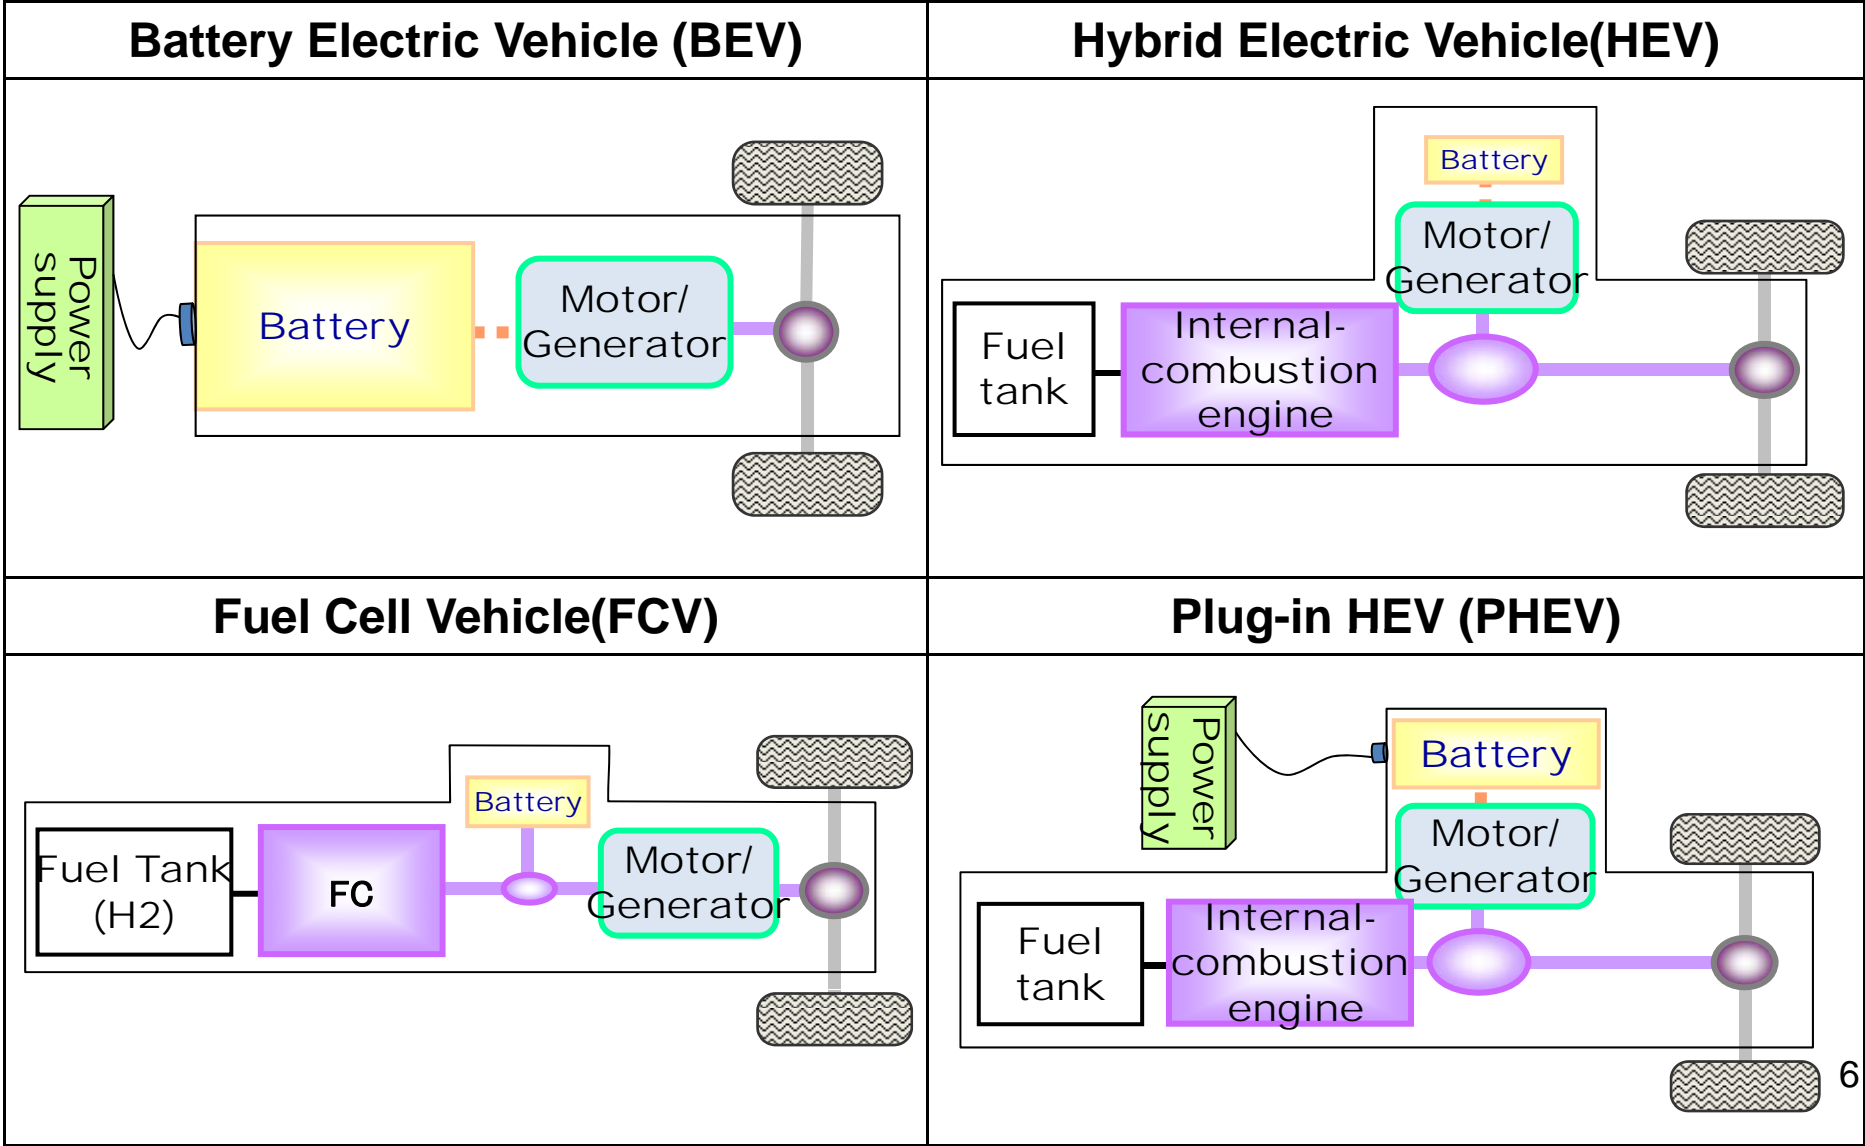 Battery Electric Vehicle (BEV)
Hybrid Electric Vehicle(HEV)
Power
supply
Battery
Motor/
Generator
Battery
Motor/
Generator
Fuel
tank
Internal-
combustion
engine
Fuel Cell Vehicle(FCV)
Plug-in HEV (PHEV)
Fuel Tank
(H2)
FC
Battery
Motor/
Generator
Power
supply
Battery
Motor/
Generator
Fuel
tank
Internal-
combustion
engine
6